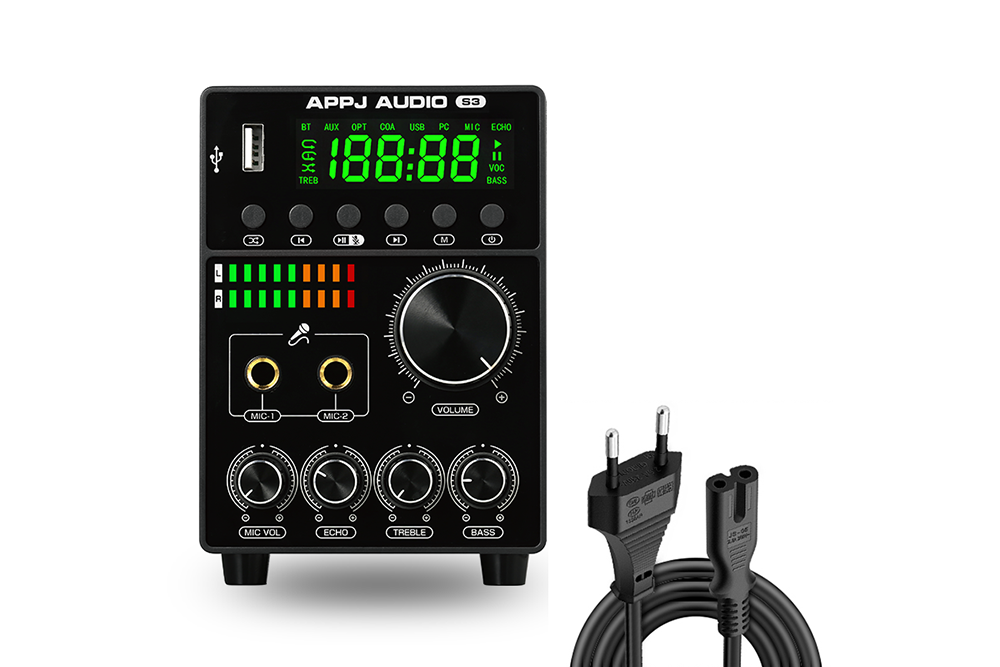 APPJ AUDIO S3
BT AUX OPT COA USB PC MIC ECHO
188:88
VOC
TREB BASS
M
L
R
MIC-1 MIC-2
VOLUME
MIC VOL ECHO TREBLE BASS